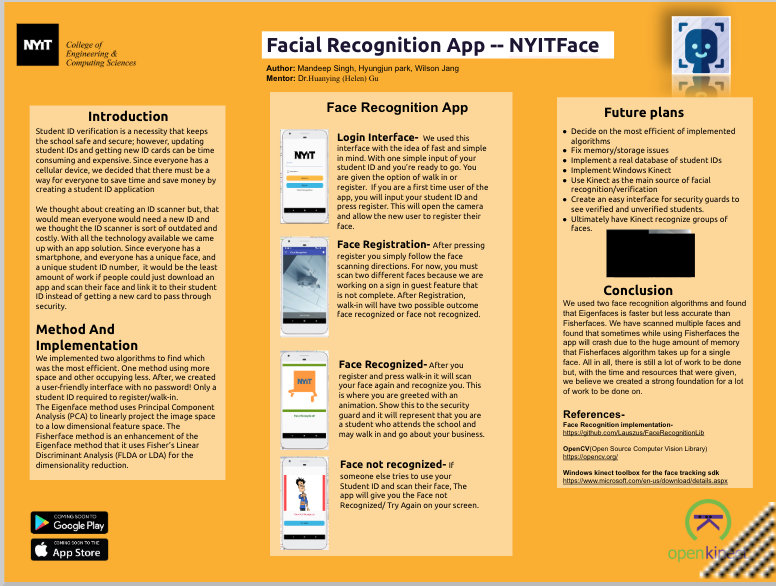 NYiT
College of
Engineering &
Computing Sciences
Facial Recognition App -- NYITFace
Author: Mandeep Singh, Hyungjun park, Wilson Jang
Mentor: Dr.Huanying (Helen) Gu
Introduction
Student ID verification is a necessity that keeps
the school safe and secure; however, updating
student IDs and getting new ID cards can be time
consuming and expensive. Since everyone has a
cellular device, we decided that there must be a
way for everyone to save time and save money by
creating a student ID application
We thought about creating an ID scanner but, that
would mean everyone would need a new ID and
we thought the ID scanner is sort of outdated and
costly. With all the technology available we came
up with an app solution. Since everyone has a
smartphone, and everyone has a unique face, and
a unique student ID number, it would be the least
amount of work if people could just download an
app and scan their face and link it to their student
ID instead of getting a new card to pass through
security.
Method And
Implementation
We implemented two algorithms to find which
was the most efficient. One method using more
space and other occupying less. After, we created
a user-friendly interface with no password! Only a
student ID required to register/walk-in.
The Eigenface method uses Principal Component
Analysis (PCA) to linearly project the image space
to a low dimensional feature space. The
Fisherface method is an enhancement of the
Eigenface method that it uses Fisher's Linear
Discriminant Analysis (FLDA or LDA) for the
dimensionality reduction.
COMING SOON TO
Google Play
COMING SOON TO THE
App Store
Face Recognition App
NYiT
Login Interface- We used this
interface with the idea of fast and simple
in mind. With one simple input of your
student ID and you're ready to go. You
are given the option of walk in or
register. If you are a first time user of the
app, you will input your student ID and
press register. This will open the camera
and allow the new user to register their
face.
Face Registration- After pressing
register you simply follow the face
scanning directions. For now, you must
scan two different faces because we are
working on a sign in guest feature that
is not complete. After Registration,
walk-in will have two possible outcome
face recognized or face not recognized.
NYiT
Face Recognized- After you
register and press walk-in it will scan
your face again and recognize you. This
is where you are greeted with an
animation. Show this to the security
guard and it will represent that you are
a student who attends the school and
may walk in and go about your business.
Face not recognized- IF
someone else tries to use your
Student ID and scan their face, The
app will give you the Face not
Recognized/ Try Again on your screen.
Future plans
● Decide on the most efficient of implemented
algorithms
● Fix memory/storage issues
● Implement a real database of student IDs
● Implement Windows Kinect
● Use Kinect as the main source of facial
recognition/verification
● Create an easy interface for security guards to
see verified and unverified students.
● Ultimately have Kinect recognize groups of
faces.
Conclusion
We used two face recognition algorithms and found
that Eigenfaces is faster but less accurate than
Fisherfaces. We have scanned multiple faces and
found that sometimes while using Fisherfaces the
app will crash due to the huge amount of memory
that Fisherfaces algorithm takes up for a single
face. All in all, there is still a lot of work to be done
but, with the time and resources that were given,
we believe we created a strong foundation for a lot
of work to be done on.
References-
Face Recognition implementation-
https://github.com/Lauszus/FaceRecognitionLib
OpenCV(Open Source Computer Vision Library)
https://opencv.org/
Windows kinect toolbox for the face tracking sdk
https://www.microsoft.com/en-us/download/details.aspx
openkinect